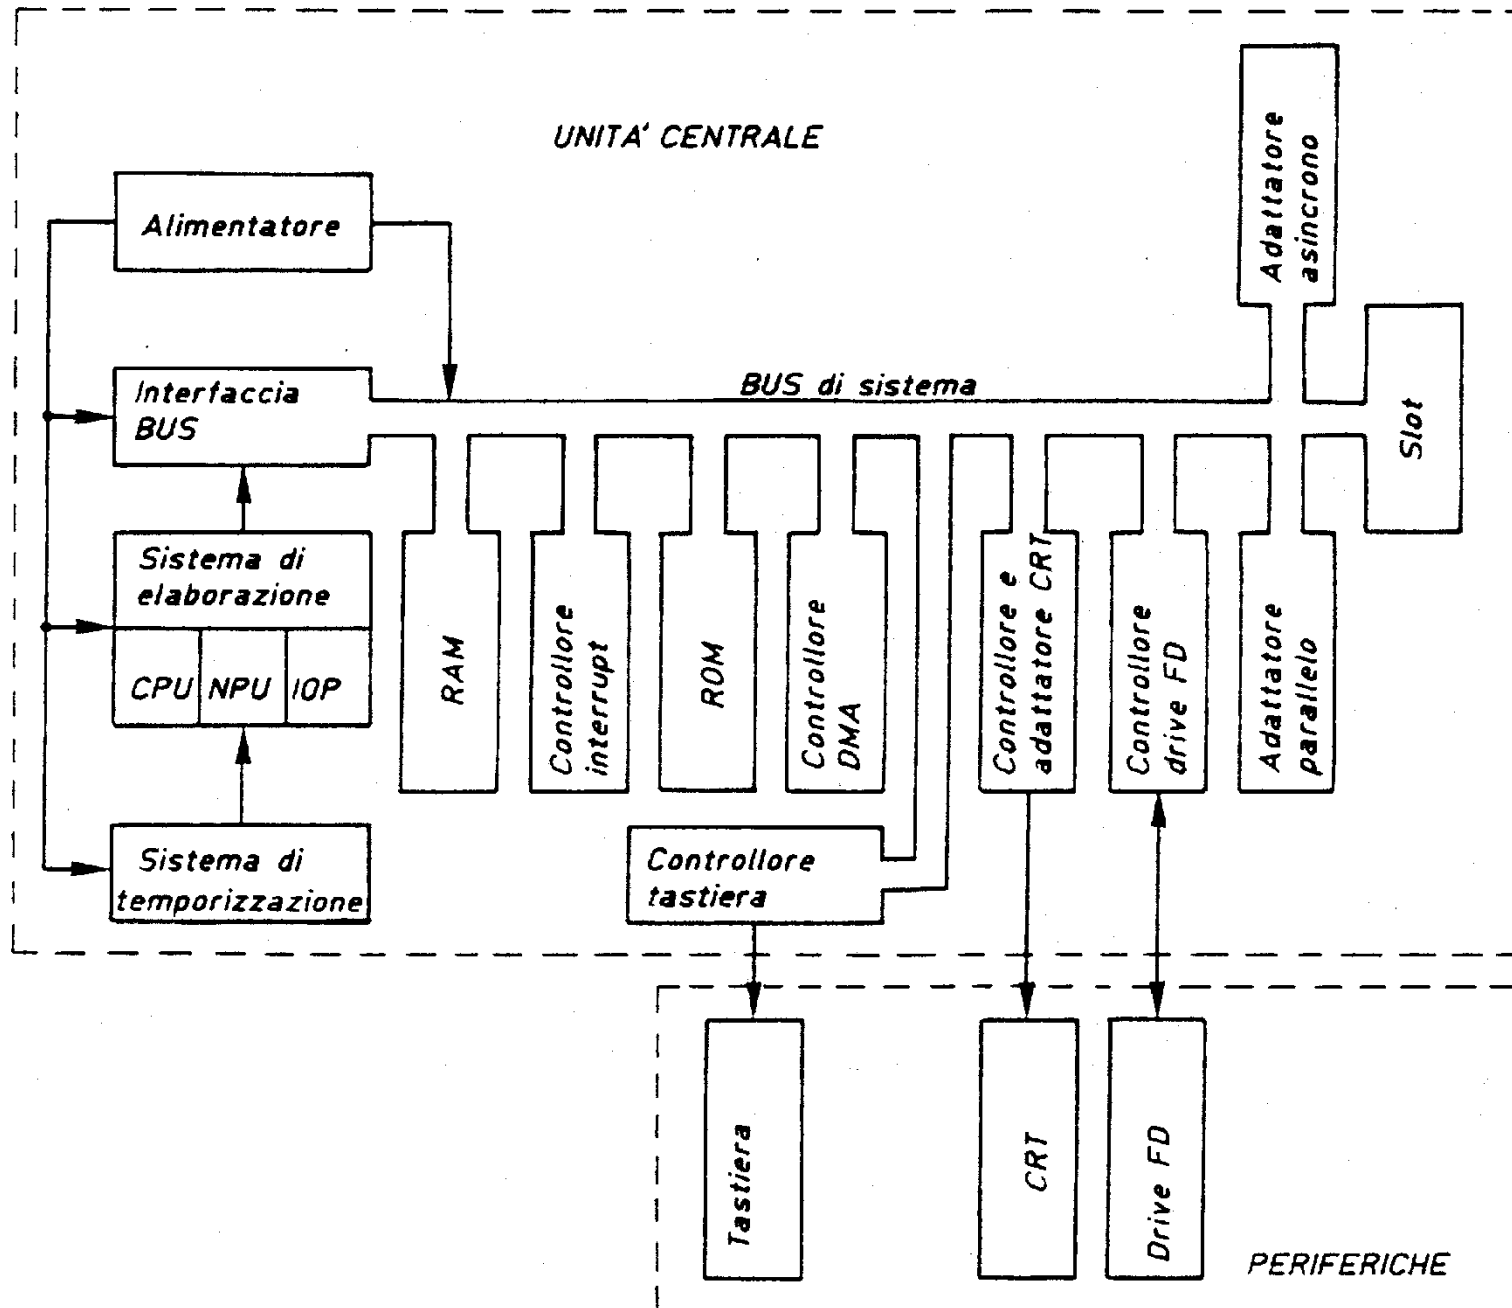 UNITA' CENTRALE
Adattatore
asincrono
Alimentatore
Interfaccia
BUS
BUS di sistema
Slot
Sistema di
elaborazione
CPU NPU IOP
RAM
Controllore
interrupt
ROM
Controllore
DMA
Controllore e
adattatore CRT
Controllore
drive FD
Adattatore
parallelo
Sistema di
temporizzazione
Controllore
tastiera
Tastiera
CRT
Drive FD
PERIFERICHE